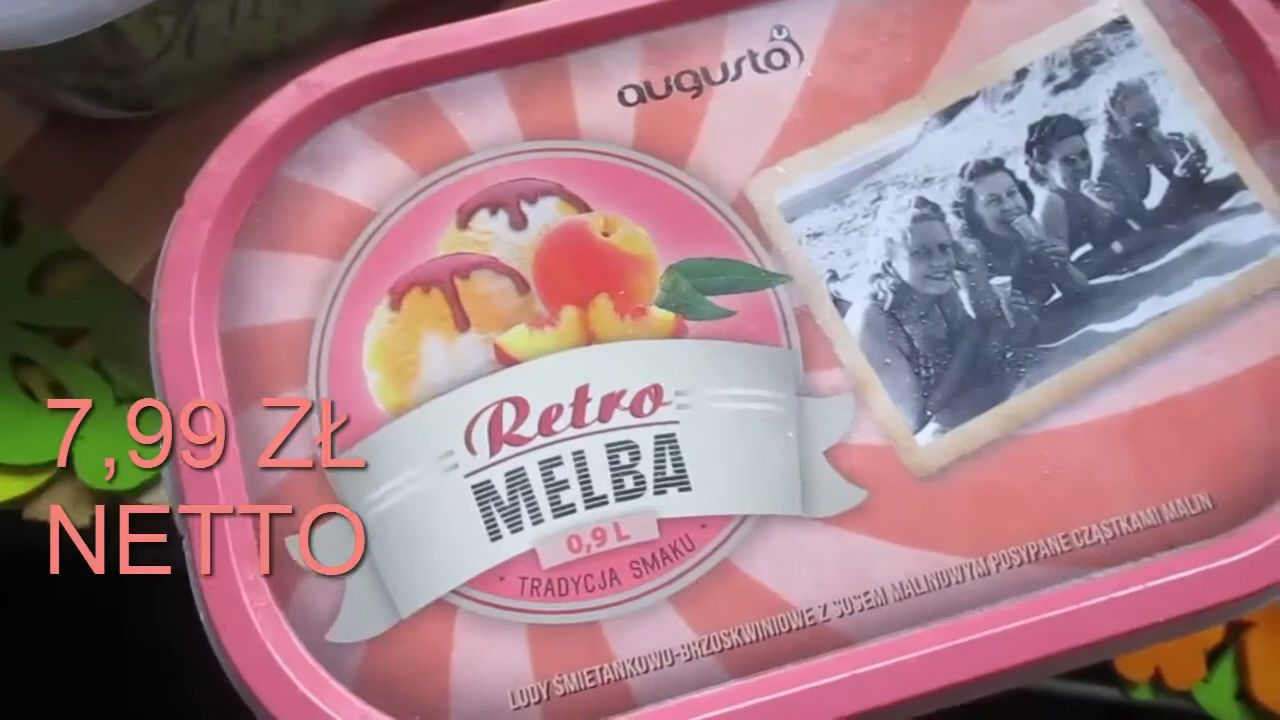 augusto
Retro
MELBA
0,9 L
TRADYCJA SMAKU
LODY ŚMIETANKOWO-BRZOSKWINIOWE Z SOSEM MALINOWYM POSYPANE CZĄSTKAMI MALIN
7,99 ZŁ
NETTO